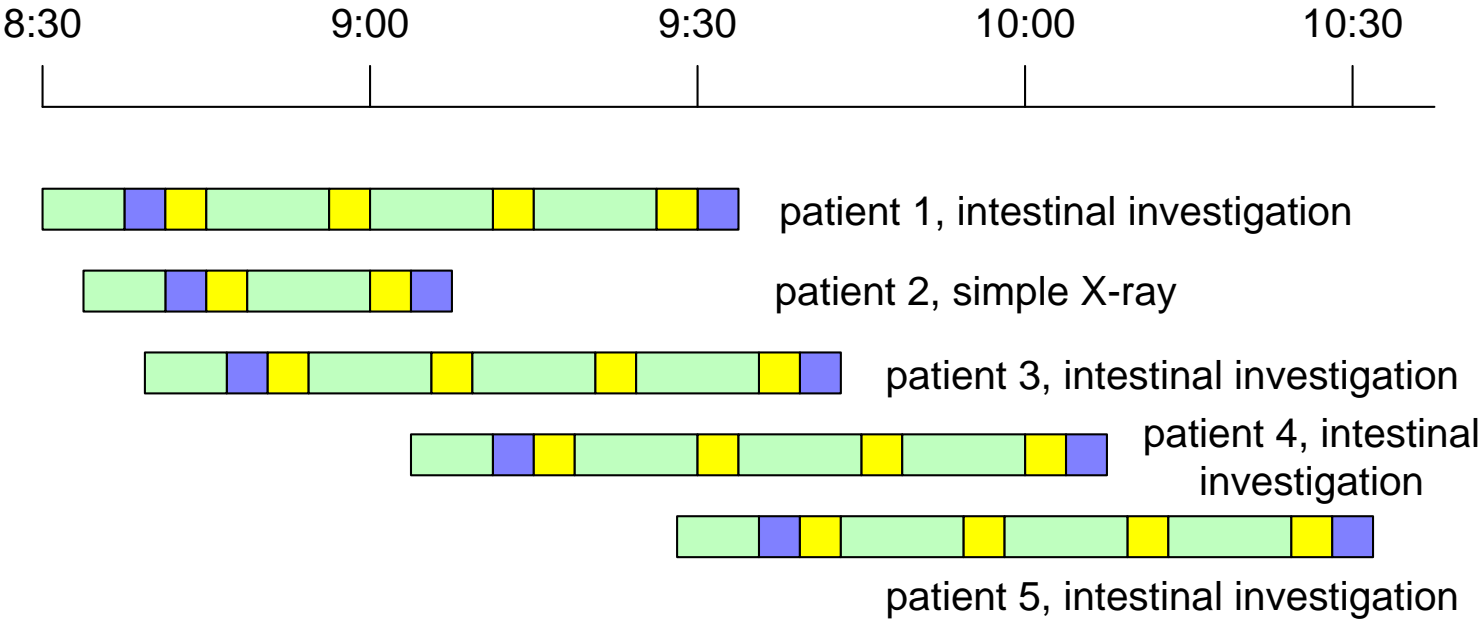 8:30 9:00 9:30 10:00 10:30
patient 1, intestinal investigation
patient 2, simple X-ray
patient 3, intestinal investigation
patient 4, intestinal
investigation
patient 5, intestinal investigation